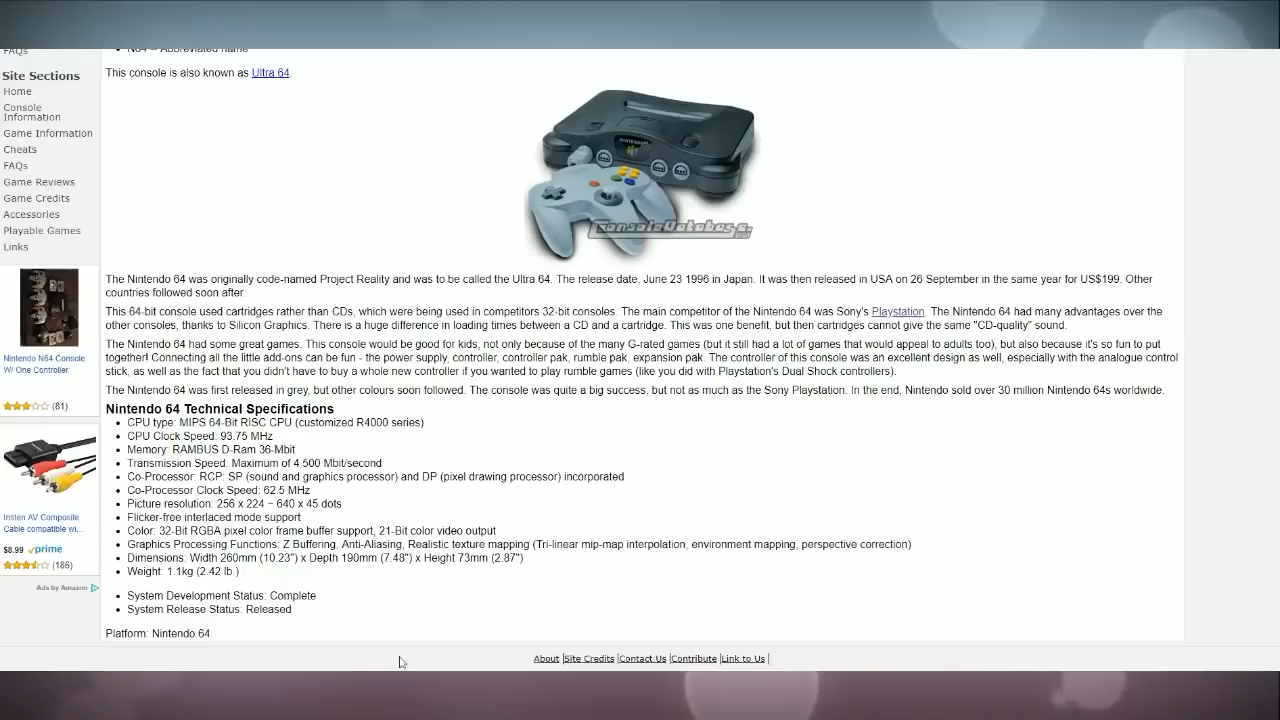 FAQs
Site Sections
Home
Console
Information
Game Information
Cheats
FAQs
Game Reviews
Game Credits
Accessories
Playable Games
Links
Nintendo N64 Console
W/ One Controller
(81)
Insten AV Composite
Cable compatible wi...
$8.99 prime
(186)
Ads by Amazon
• N64 -- Abbreviated name
This console is also known as Ultra 64
NINTENDO
ConsoleDatabase
.com
The Nintendo 64 was originally code-named Project Reality and was to be called the Ultra 64. The release date, June 23 1996 in Japan. It was then released in USA on 26 September in the same year for US$199. Other
countries followed soon after.
This 64-bit console used cartridges rather than CDs, which were being used in competitors 32-bit consoles. The main competitor of the Nintendo 64 was Sony's Playstation. The Nintendo 64 had many advantages over the
other consoles, thanks to Silicon Graphics. There is a huge difference in loading times between a CD and a cartridge. This was one benefit, but then cartridges cannot give the same "CD-quality" sound.
The Nintendo 64 had some great games. This console would be good for kids, not only because of the many G-rated games (but it still had a lot of games that would appeal to adults too), but also because it's so fun to put
together! Connecting all the little add-ons can be fun - the power supply, controller, controller pak, rumble pak, expansion pak. The controller of this console was an excellent design as well, especially with the analogue control
stick, as well as the fact that you didn't have to buy a whole new controller if you wanted to play rumble games (like you did with Playstation's Dual Shock controllers).
The Nintendo 64 was first released in grey, but other colours soon followed. The console was quite a big success, but not as much as the Sony Playstation. In the end, Nintendo sold over 30 million Nintendo 64s worldwide.
Nintendo 64 Technical Specifications
• CPU type: MIPS 64-Bit RISC CPU (customized R4000 series)
• CPU Clock Speed: 93.75 MHz
• Memory: RAMBUS D-Ram 36-Mbit
• Transmission Speed: Maximum of 4 500 Mbit/second
• Co-Processor: RCP: SP (sound and graphics processor) and DP (pixel drawing processor) incorporated
• Co-Processor Clock Speed: 62.5 MHz
• Picture resolution: 256 x 224 ~ 640 x 45 dots
• Flicker-free interlaced mode support
• Color: 32-Bit RGBA pixel color frame buffer support, 21-Bit color video output
• Graphics Processing Functions: Z Buffering, Anti-Aliasing, Realistic texture mapping (Tri-linear mip-map interpolation, environment mapping, perspective correction)
• Dimensions: Width 260mm (10.23") x Depth 190mm (7.48") x Height 73mm (2.87")
• Weight: 1.1kg (2.42 lb.)
• System Development Status: Complete
• System Release Status: Released
Platform: Nintendo 64
About |Site Credits |Contact Us |Contribute |Link to Us |